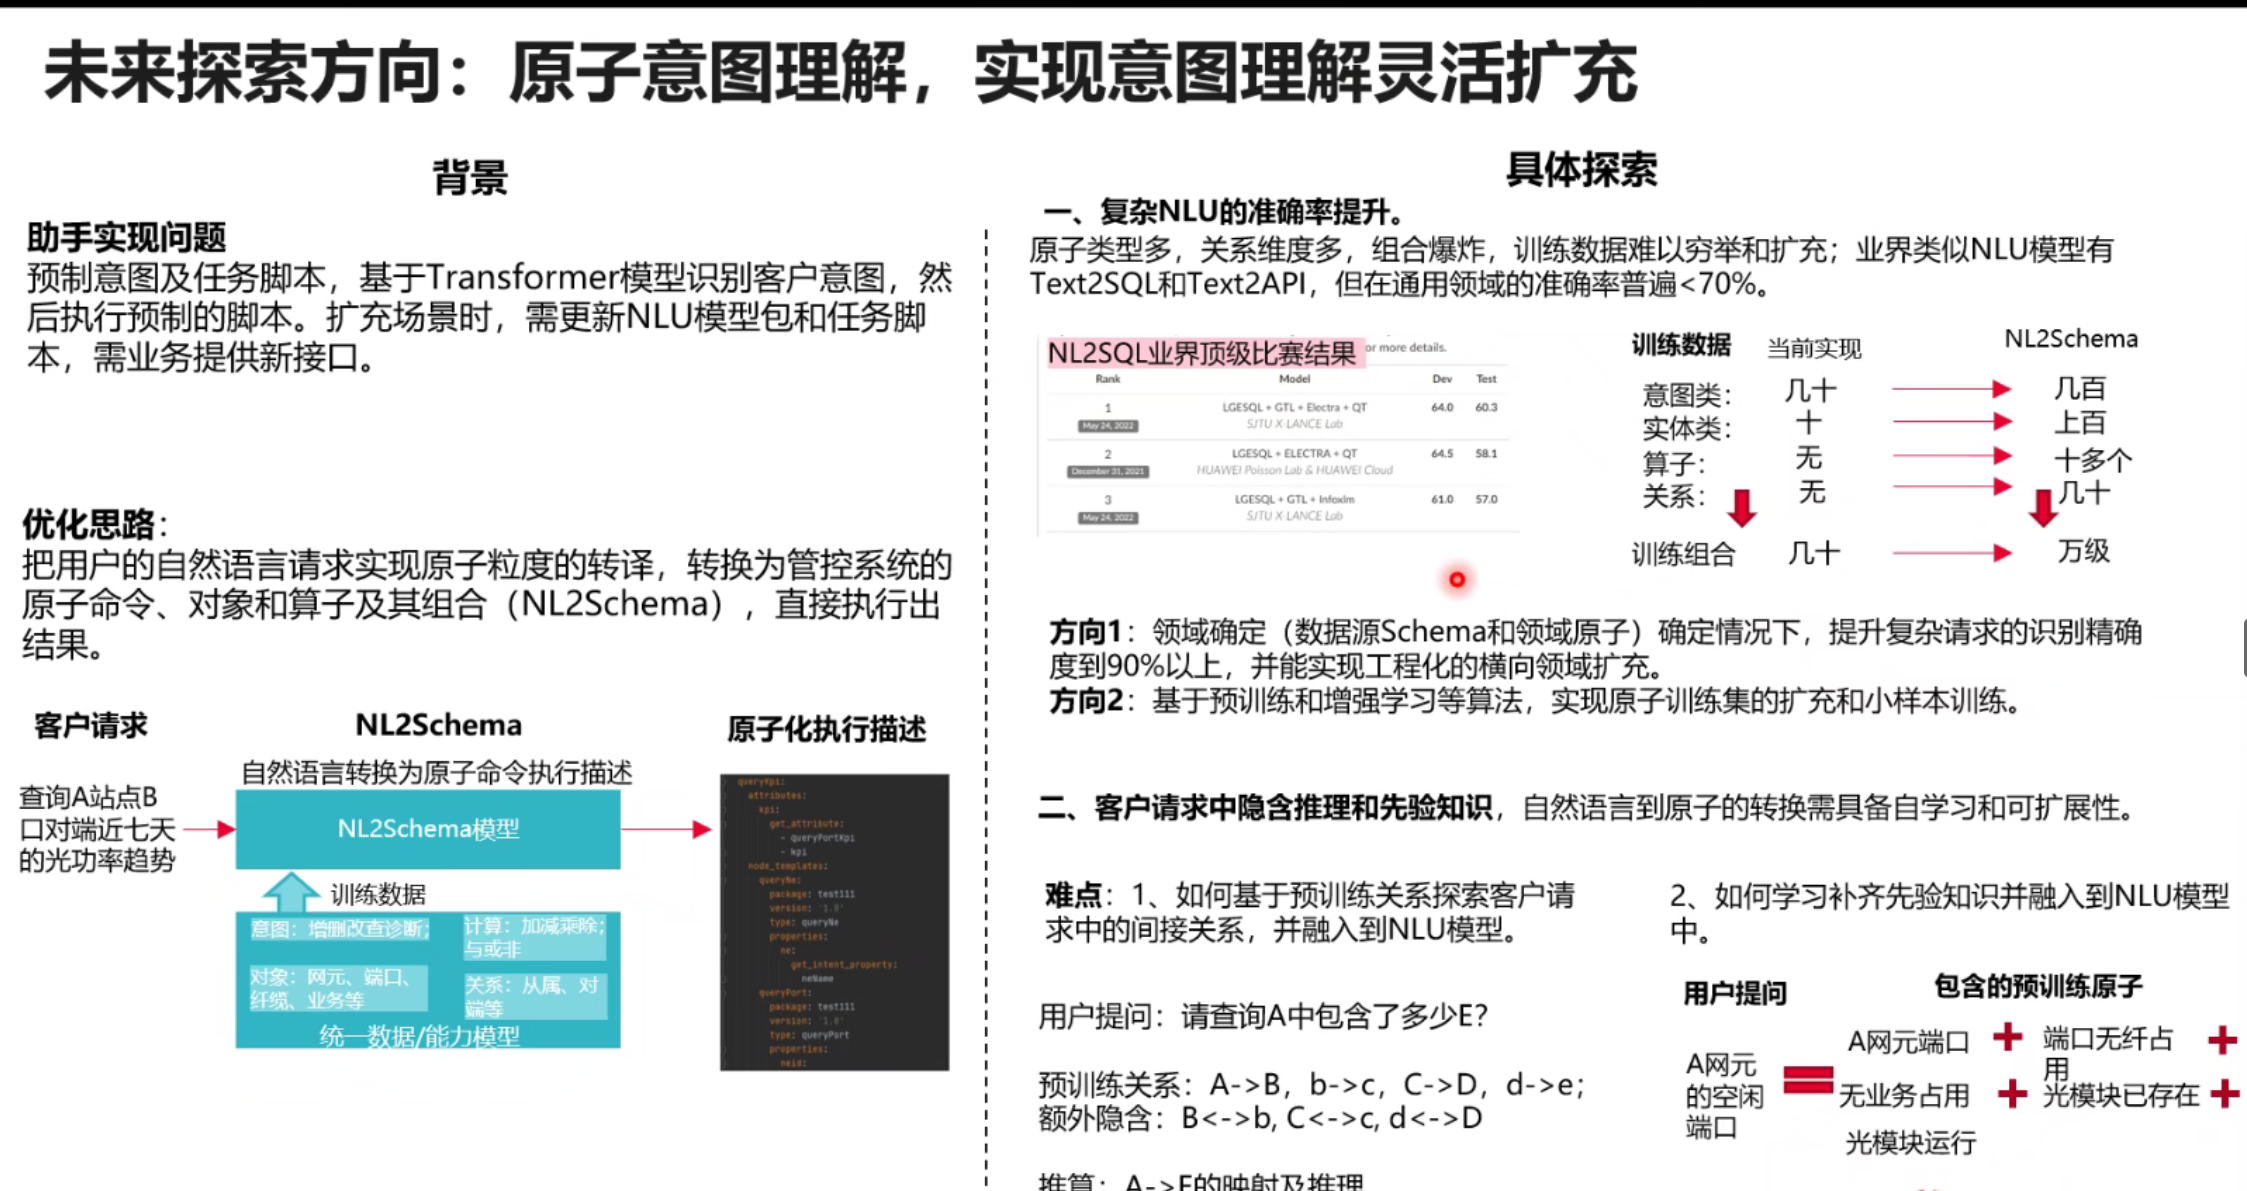 未来探索方向：原子意图理解，实现意图理解灵活扩充
背景
助手实现问题
预制意图及任务脚本，基于Transformer模型识别客户意图，然
后执行预制的脚本。扩充场景时，需更新NLU模型包和任务脚
本，需业务提供新接口。
优化思路：
把用户的自然语言请求实现原子粒度的转译，转换为管控系统的
原子命令、对象和算子及其组合（NL2Schema），直接执行出
结果。
客户请求
NL2Schema
原子化执行描述
自然语言转换为原子命令执行描述
查询A站点B
口对端近七天
的光功率趋势
NL2Schema模型
训练数据
意图：增删改查诊断;
计算：加减乘除;
与或非
对象：网元、端口、
纤缆、业务等
关系：从属、对
端等
统一数据/能力模型
queryKpi:
attributes:
kpi:
get_attribute:
- queryPortKpi
- kpi
node_templates:
queryNe:
package: test111
version: '1.0'
type: queryNe
properties:
ne:
get_intent_property:
neName
queryPort:
package: test111
version: '1.0'
type: queryPort
properties:
neid:
具体探索
一、复杂NLU的准确率提升。
原子类型多，关系维度多，组合爆炸，训练数据难以穷举和扩充；业界类似NLU模型有
Text2SQL和Text2API，但在通用领域的准确率普遍<70%。
NL2SQL业界顶级比赛结果 or more details.
Rank Model Dev Test
1 LGESQL + GTL + Electra + QT 64.0 60.3
May 24, 2022 SJTU X-LANCE Lab
2 LGESQL + ELECTRA + QT 64.5 58.1
December 31, 2021 HUAWEI Poisson Lab & HUAWEI Cloud
3 LGESQL + GTL + Infoxlm 61.0 57.0
May 24, 2022 SJTU X-LANCE Lab
训练数据 当前实现 NL2Schema
意图类： 几十 几百
实体类： 十 上百
算子： 无 十多个
关系： 无 几十
训练组合 几十 万级
方向1：领域确定（数据源Schema和领域原子）确定情况下，提升复杂请求的识别精确
度到90%以上，并能实现工程化的横向领域扩充。
方向2：基于预训练和增强学习等算法，实现原子训练集的扩充和小样本训练。
二、客户请求中隐含推理和先验知识，自然语言到原子的转换需具备自学习和可扩展性。
难点：1、如何基于预训练关系探索客户请
求中的间接关系，并融入到NLU模型。
用户提问：请查询A中包含了多少E？
预训练关系：A->B，b->c，C->D，d->e；
额外隐含：B<->b, C<->c, d<->D
推算：A->E的映射及推理
2、如何学习补齐先验知识并融入到NLU模型
中。
用户提问
包含的预训练原子
A网元
的空闲
端口
A网元端口
端口无纤占
用
无业务占用
光模块已存在
光模块运行